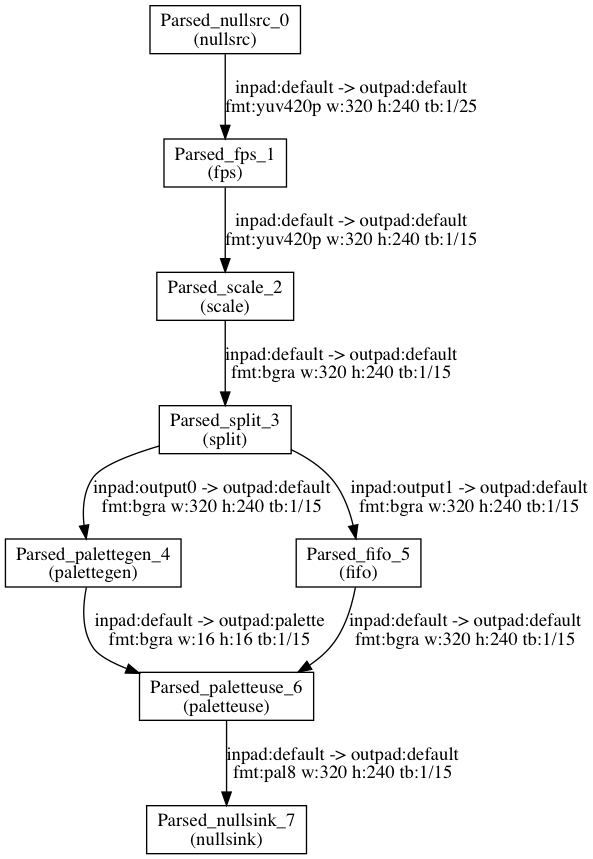 Parsed_nullsrc_0
(nullsrc)
inpad:default -> outpad:default
fmt:yuv420p w:320 h:240 tb:1/25
Parsed_fps_1
(fps)
inpad:default -> outpad:default
fmt:yuv420p w:320 h:240 tb:1/15
Parsed_scale_2
(scale)
inpad:default -> outpad:default
fmt:bgra w:320 h:240 tb:1/15
Parsed_split_3
(split)
inpad:output0 -> outpad:default
fmt:bgra w:320 h:240 tb:1/15
inpad:output1 -> outpad:default
fmt:bgra w:320 h:240 tb:1/15
Parsed_palettegen_4
(palettegen)
Parsed_fifo_5
(fifo)
inpad:default -> outpad:palette
fmt:bgra w:16 h:16 tb:1/15
inpad:default -> outpad:default
fmt:bgra w:320 h:240 tb:1/15
Parsed_paletteuse_6
(paletteuse)
inpad:default -> outpad:default
fmt:pal8 w:320 h:240 tb:1/15
Parsed_nullsink_7
(nullsink)